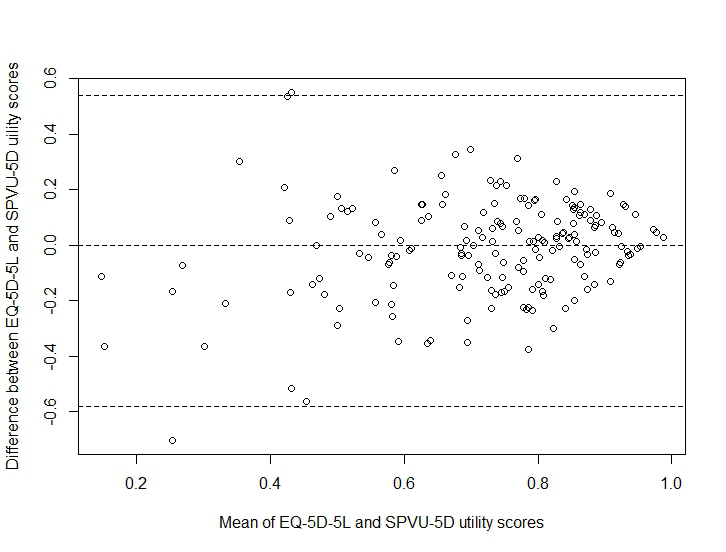 Difference between EQ-5D-5L and SPVU-5D uility scores
0.6
0.4
0.2
0.0
-0.2
-0.4
-0.6
0.2 0.4 0.6 0.8 1.0
Mean of EQ-5D-5L and SPVU-5D utility scores